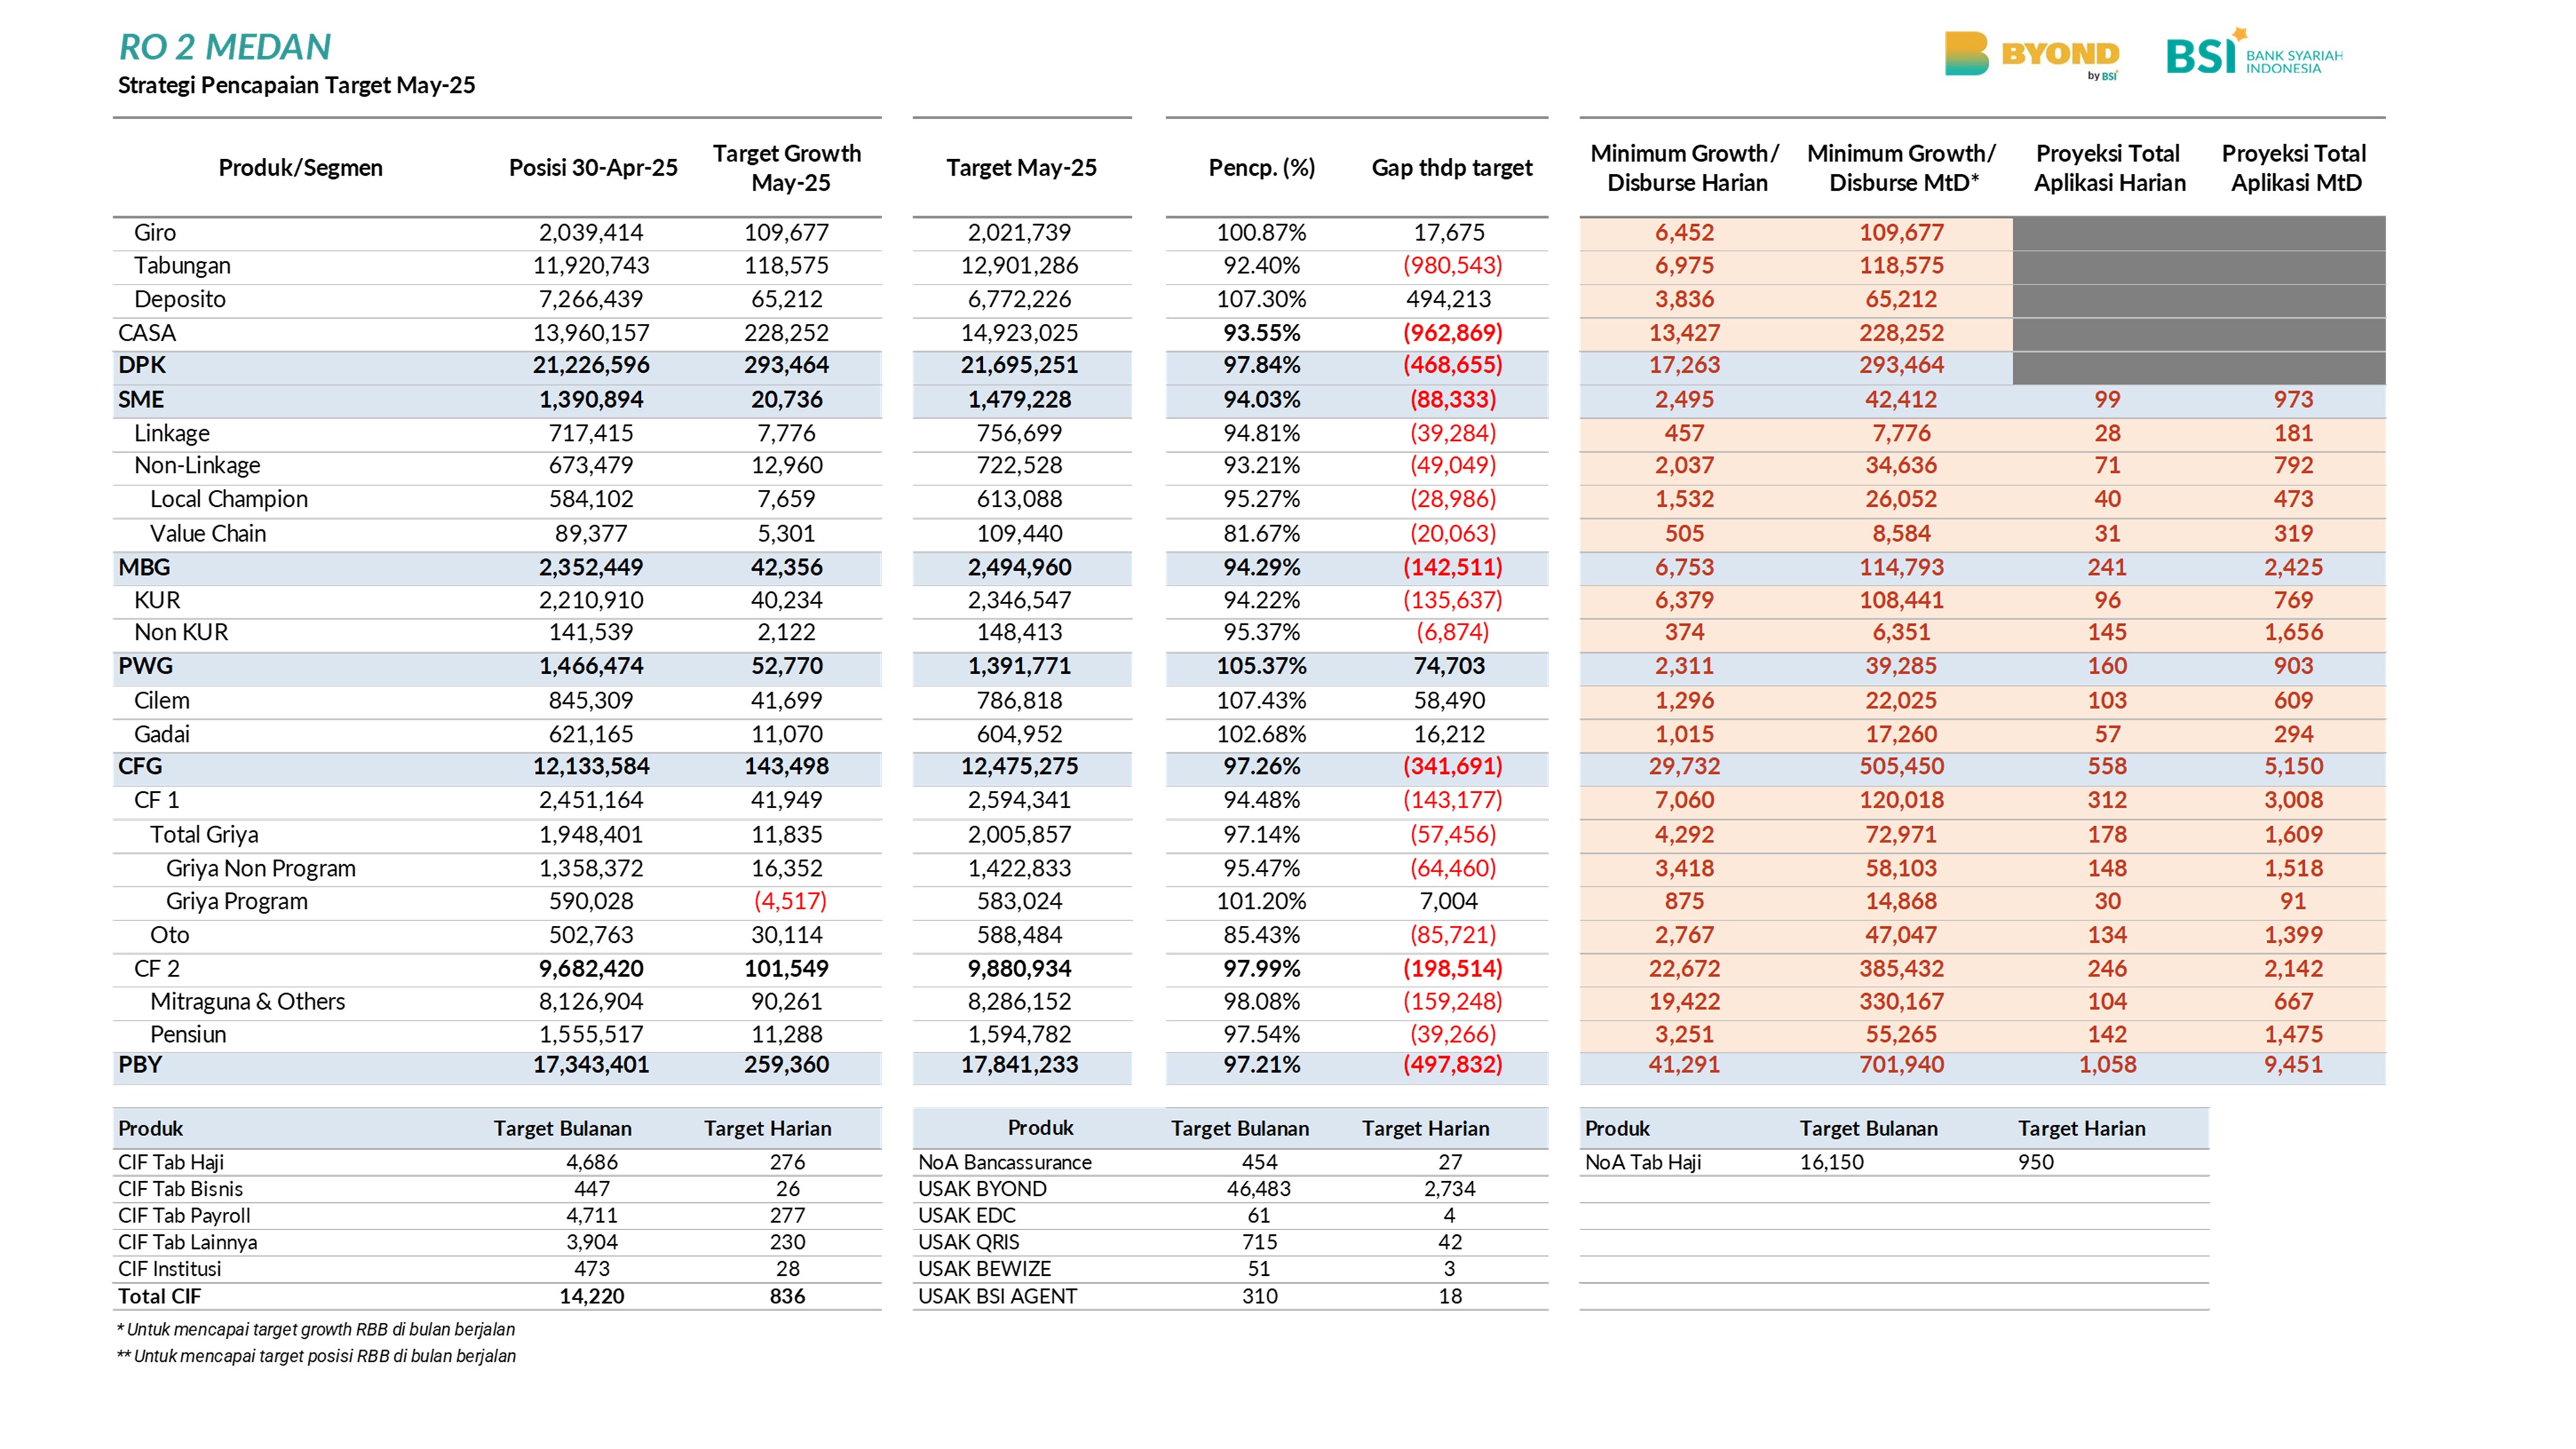 RO 2 MEDAN
Strategi Pencapaian Target May-25
BYOND
by BSI
BSI BANK SYARIAH INDONESIA
Produk/Segmen Posisi 30-Apr-25 Target Growth May-25 Target May-25 Pencp. (%) Gap thdp target Minimum Growth/ Disburse Harian Minimum Growth/ Disburse MtD* Proyeksi Total Aplikasi Harian Proyeksi Total Aplikasi MtD
Giro 2,039,414 109,677 2,021,739 100.87% 17,675 6,452 109,677
Tabungan 11,920,743 118,575 12,901,286 92.40% (980,543) 6,975 118,575
Deposito 7,266,439 65,212 6,772,226 107.30% 494,213 3,836 65,212
CASA 13,960,157 228,252 14,923,025 93.55% (962,869) 13,427 228,252
DPK 21,226,596 293,464 21,695,251 97.84% (468,655) 17,263 293,464
SME 1,390,894 20,736 1,479,228 94.03% (88,333) 2,495 42,412 99 973
Linkage 717,415 7,776 756,699 94.81% (39,284) 457 7,776 28 181
Non-Linkage 673,479 12,960 722,528 93.21% (49,049) 2,037 34,636 71 792
Local Champion 584,102 7,659 613,088 95.27% (28,986) 1,532 26,052 40 473
Value Chain 89,377 5,301 109,440 81.67% (20,063) 505 8,584 31 319
MBG 2,352,449 42,356 2,494,960 94.29% (142,511) 6,753 114,793 241 2,425
KUR 2,210,910 40,234 2,346,547 94.22% (135,637) 6,379 108,441 96 769
Non KUR 141,539 2,122 148,413 95.37% (6,874) 374 6,351 145 1,656
PWG 1,466,474 52,770 1,391,771 105.37% 74,703 2,311 39,285 160 903
Cilem 845,309 41,699 786,818 107.43% 58,490 1,296 22,025 103 609
Gadai 621,165 11,070 604,952 102.68% 16,212 1,015 17,260 57 294
CFG 12,133,584 143,498 12,475,275 97.26% (341,691) 29,732 505,450 558 5,150
CF 1 2,451,164 41,949 2,594,341 94.48% (143,177) 7,060 120,018 312 3,008
Total Griya 1,948,401 11,835 2,005,857 97.14% (57,456) 4,292 72,971 178 1,609
Griya Non Program 1,358,372 16,352 1,422,833 95.47% (64,460) 3,418 58,103 148 1,518
Griya Program 590,028 (4,517) 583,024 101.20% 7,004 875 14,868 30 91
Oto 502,763 30,114 588,484 85.43% (85,721) 2,767 47,047 134 1,399
CF 2 9,682,420 101,549 9,880,934 97.99% (198,514) 22,672 385,432 246 2,142
Mitraguna & Others 8,126,904 90,261 8,286,152 98.08% (159,248) 19,422 330,167 104 667
Pensiun 1,555,517 11,288 1,594,782 97.54% (39,266) 3,251 55,265 142 1,475
PBY 17,343,401 259,360 17,841,233 97.21% (497,832) 41,291 701,940 1,058 9,451
Produk Target Bulanan Target Harian Produk Target Bulanan Target Harian Produk Target Bulanan Target Harian
CIF Tab Haji 4,686 276 NoA Bancassurance 454 27 NoA Tab Haji 16,150 950
CIF Tab Bisnis 447 26 USAK BYOND 46,483 2,734
CIF Tab Payroll 4,711 277 USAK EDC 61 4
CIF Tab Lainnya 3,904 230 USAK QRIS 715 42
CIF Institusi 473 28 USAK BEWIZE 51 3
Total CIF 14,220 836 USAK BSI AGENT 310 18
* Untuk mencapai target growth RBB di bulan berjalan
** Untuk mencapai target posisi RBB di bulan berjalan